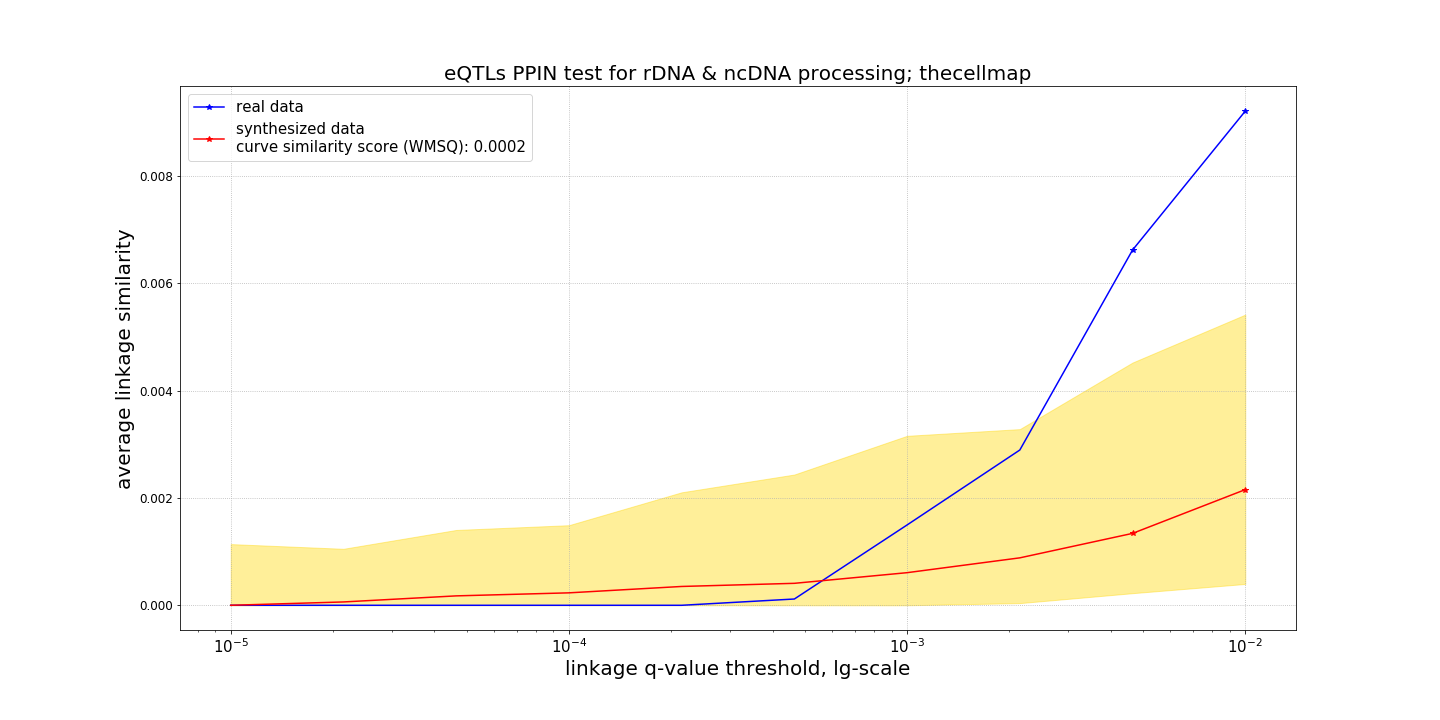 eQTLs PPIN test for rDNA & ncDNA processing; thecellmap
real data
synthesized data
curve similarity score (WMSQ): 0.0002
average linkage similarity
0.008
0.006
0.004
0.002
0.000
10⁻⁵ 10⁻⁴ 10⁻³ 10⁻²
linkage q-value threshold, lg-scale